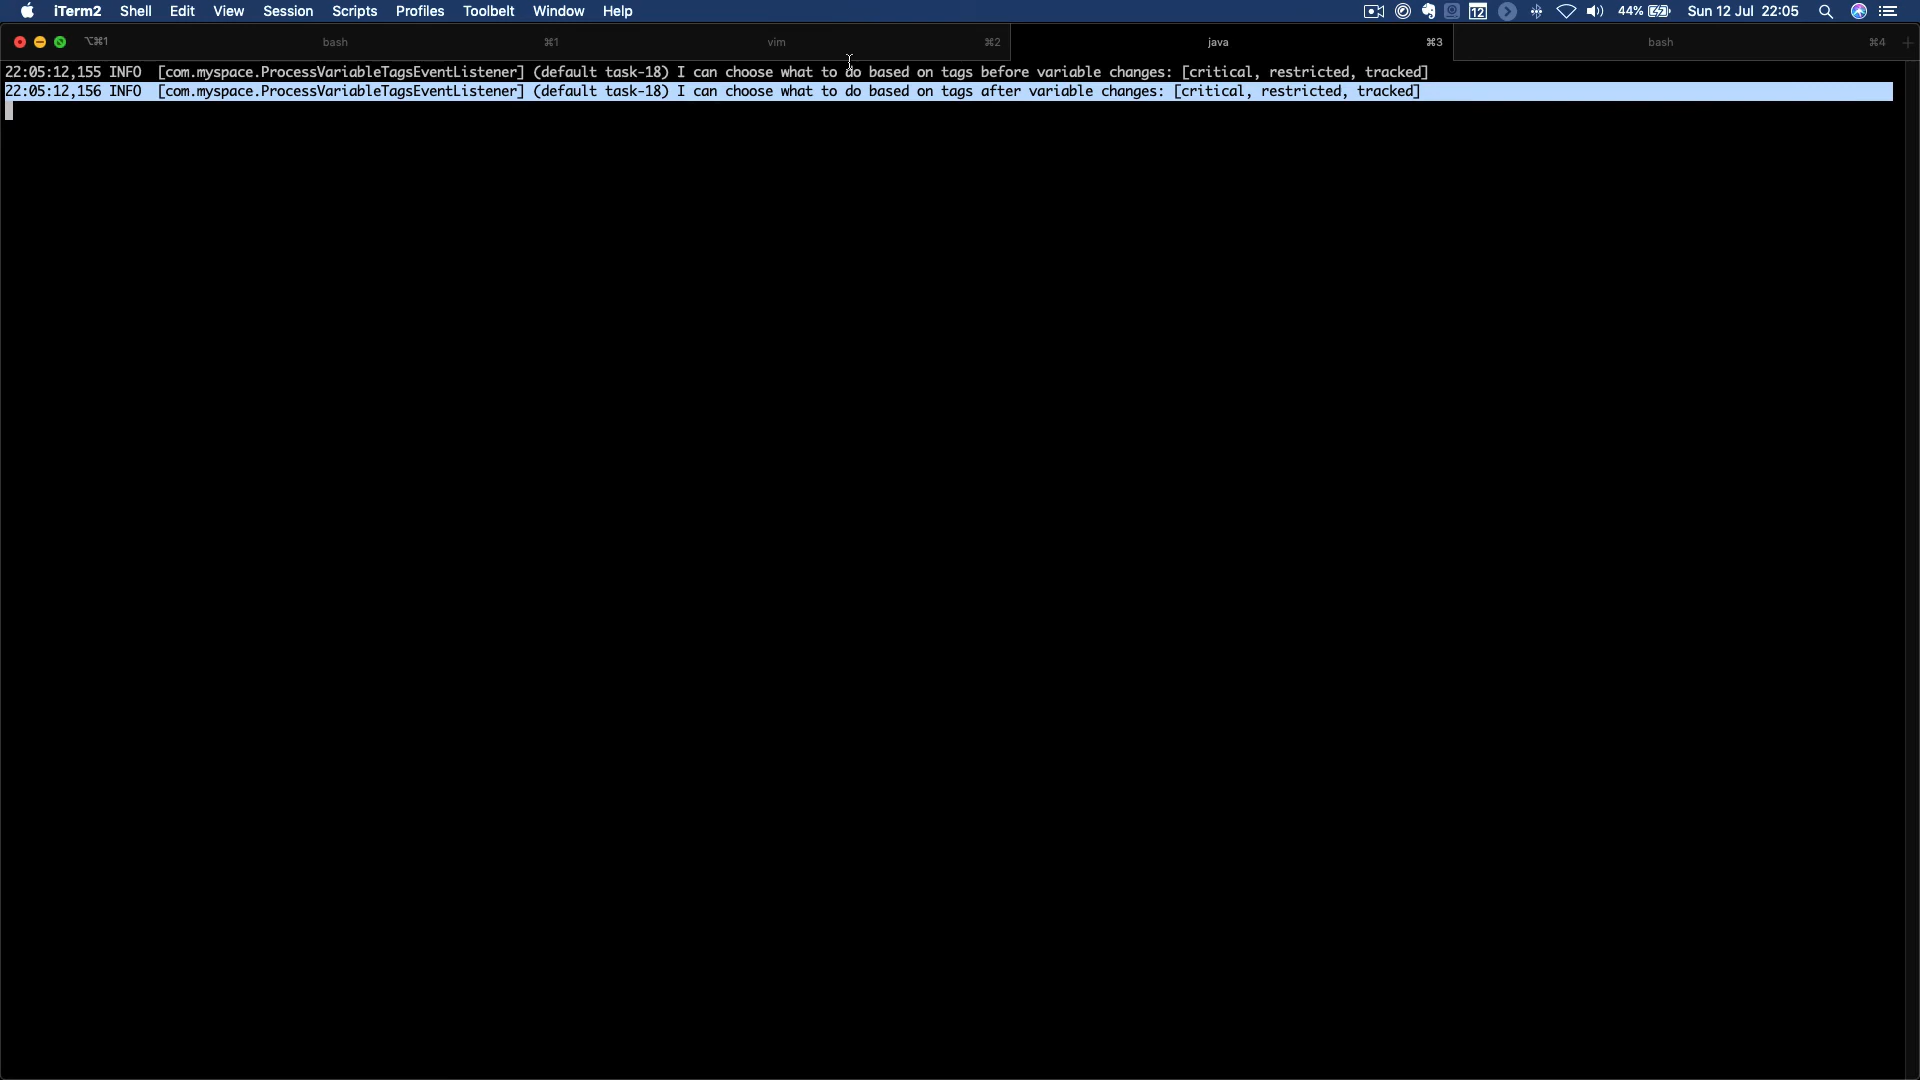 iTerm2 Shell Edit View Session Scripts Profiles Toolbelt Window Help 12 44% Sun 12 Jul 22:05
⌥⌘1 bash ⌘1 vim ⌘2 java ⌘3 bash ⌘4
22:05:12,155 INFO  [com.myspace.ProcessVariableTagsEventListener] (default task-18) I can choose what to do based on tags before variable changes: [critical, restricted, tracked]
22:05:12,156 INFO  [com.myspace.ProcessVariableTagsEventListener] (default task-18) I can choose what to do based on tags after variable changes: [critical, restricted, tracked]